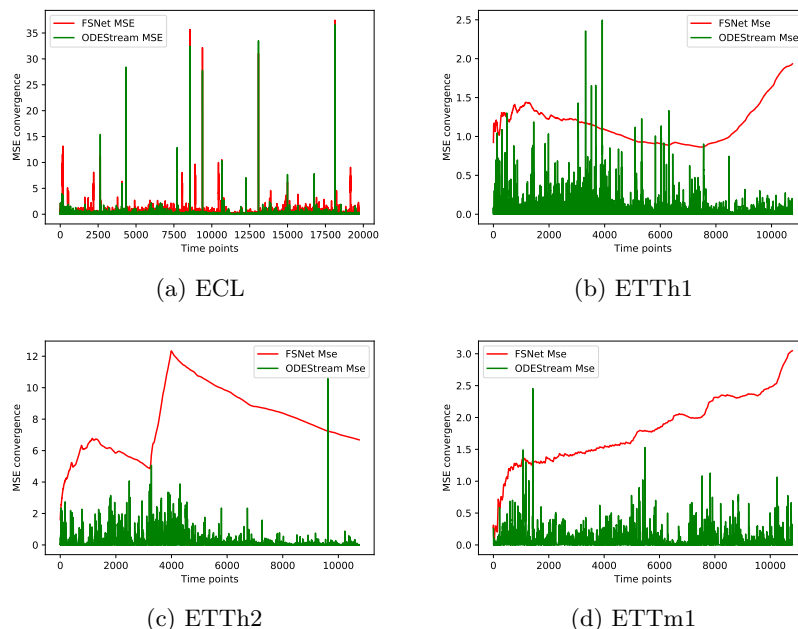 FSNet MSE
ODEStream MSE
MSE convergence
35
30
25
20
15
10
5
0
0 2500 5000 7500 10000 12500 15000 17500 20000
Time points
(a) ECL
FSNet Mse
ODEStream Mse
MSE convergence
2.5
2.0
1.5
1.0
0.5
0.0
0 2000 4000 6000 8000 10000
Time points
(b) ETTh1
FSNet Mse
ODEStream Mse
MSE convergence
12
10
8
6
4
2
0
0 2000 4000 6000 8000 10000
Time points
(c) ETTh2
FSNet Mse
ODEStream Mse
MSE convergence
3.0
2.5
2.0
1.5
1.0
0.5
0.0
0 2000 4000 6000 8000 10000
Time points
(d) ETTm1